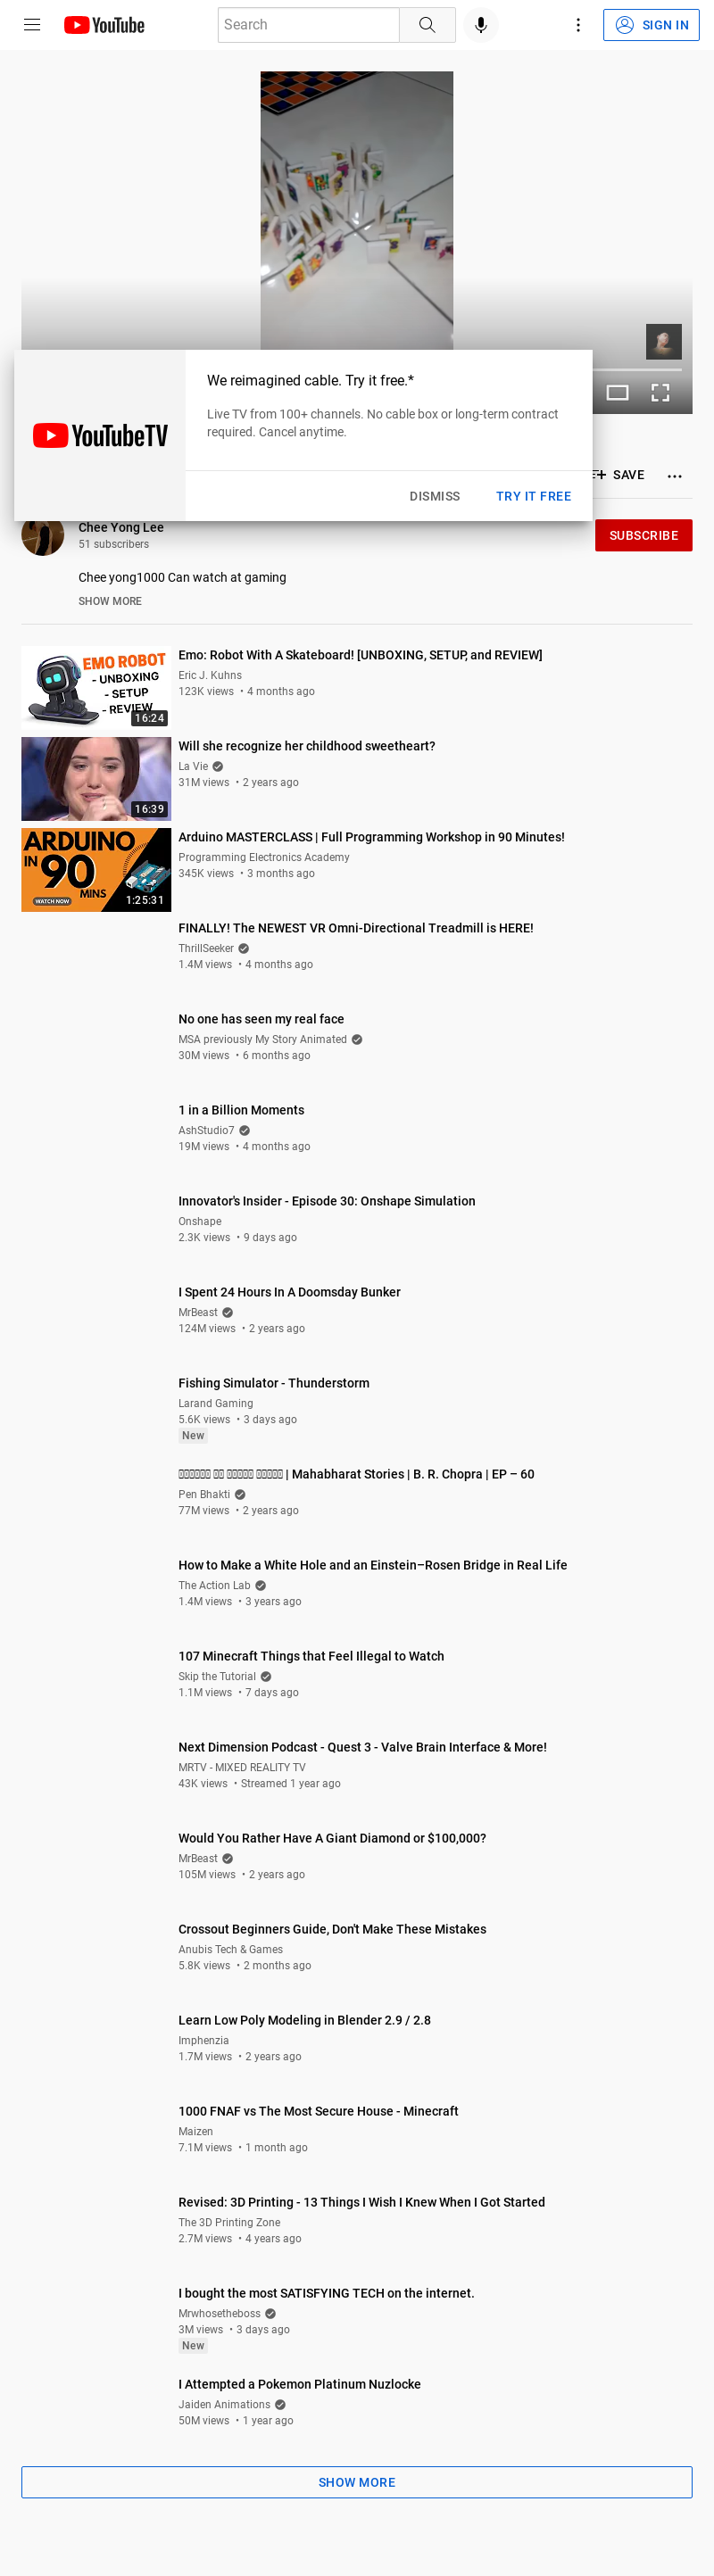 YouTube
Search
SIGN IN
We reimagined cable. Try it free.*
Live TV from 100+ channels. No cable box or long-term contract
required. Cancel anytime.
YouTubeTV
DISMISS
TRY IT FREE
SAVE
Chee Yong Lee
51 subscribers
SUBSCRIBE
Chee yong1000 Can watch at gaming
SHOW MORE
EMO ROBOT
- UNBOXING
- SETUP
- REVIEW
16:24
Emo: Robot With A Skateboard! [UNBOXING, SETUP, and REVIEW]
Eric J. Kuhns
123K views • 4 months ago
16:39
Will she recognize her childhood sweetheart?
La Vie
31M views • 2 years ago
ARDUINO
IN 90
MINS
WATCH NOW
1:25:31
Arduino MASTERCLASS | Full Programming Workshop in 90 Minutes!
Programming Electronics Academy
345K views • 3 months ago
FINALLY! The NEWEST VR Omni-Directional Treadmill is HERE!
ThrillSeeker
1.4M views • 4 months ago
No one has seen my real face
MSA previously My Story Animated
30M views • 6 months ago
1 in a Billion Moments
AshStudio7
19M views • 4 months ago
Innovator's Insider - Episode 30: Onshape Simulation
Onshape
2.3K views • 9 days ago
I Spent 24 Hours In A Doomsday Bunker
MrBeast
124M views • 2 years ago
Fishing Simulator - Thunderstorm
Larand Gaming
5.6K views • 3 days ago
New
| Mahabharat Stories | B. R. Chopra | EP – 60
Pen Bhakti
77M views • 2 years ago
How to Make a White Hole and an Einstein–Rosen Bridge in Real Life
The Action Lab
1.4M views • 3 years ago
107 Minecraft Things that Feel Illegal to Watch
Skip the Tutorial
1.1M views • 7 days ago
Next Dimension Podcast - Quest 3 - Valve Brain Interface & More!
MRTV - MIXED REALITY TV
43K views • Streamed 1 year ago
Would You Rather Have A Giant Diamond or $100,000?
MrBeast
105M views • 2 years ago
Crossout Beginners Guide, Don't Make These Mistakes
Anubis Tech & Games
5.8K views • 2 months ago
Learn Low Poly Modeling in Blender 2.9 / 2.8
Imphenzia
1.7M views • 2 years ago
1000 FNAF vs The Most Secure House - Minecraft
Maizen
7.1M views • 1 month ago
Revised: 3D Printing - 13 Things I Wish I Knew When I Got Started
The 3D Printing Zone
2.7M views • 4 years ago
I bought the most SATISFYING TECH on the internet.
Mrwhosetheboss
3M views • 3 days ago
New
I Attempted a Pokemon Platinum Nuzlocke
Jaiden Animations
50M views • 1 year ago
SHOW MORE